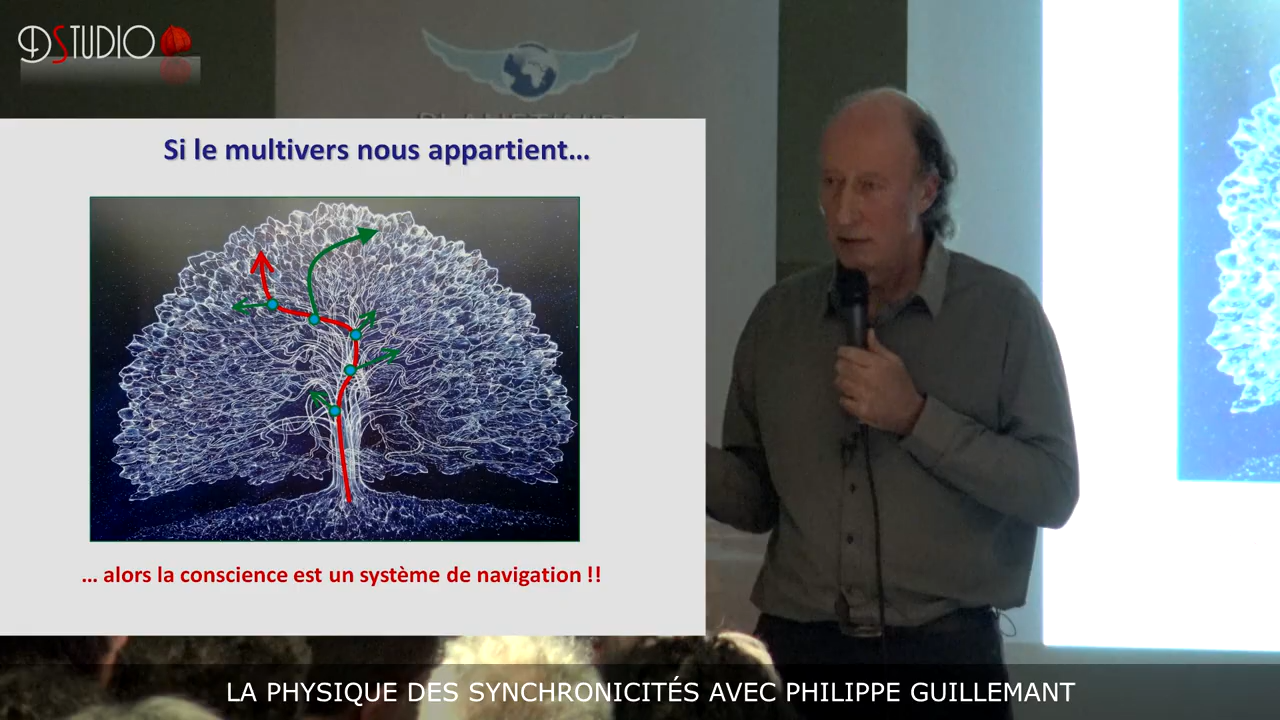 DSTUDIO
Si le multivers nous appartient...
... alors la conscience est un système de navigation !!
LA PHYSIQUE DES SYNCHRONICITÉS AVEC PHILIPPE GUILLEMANT